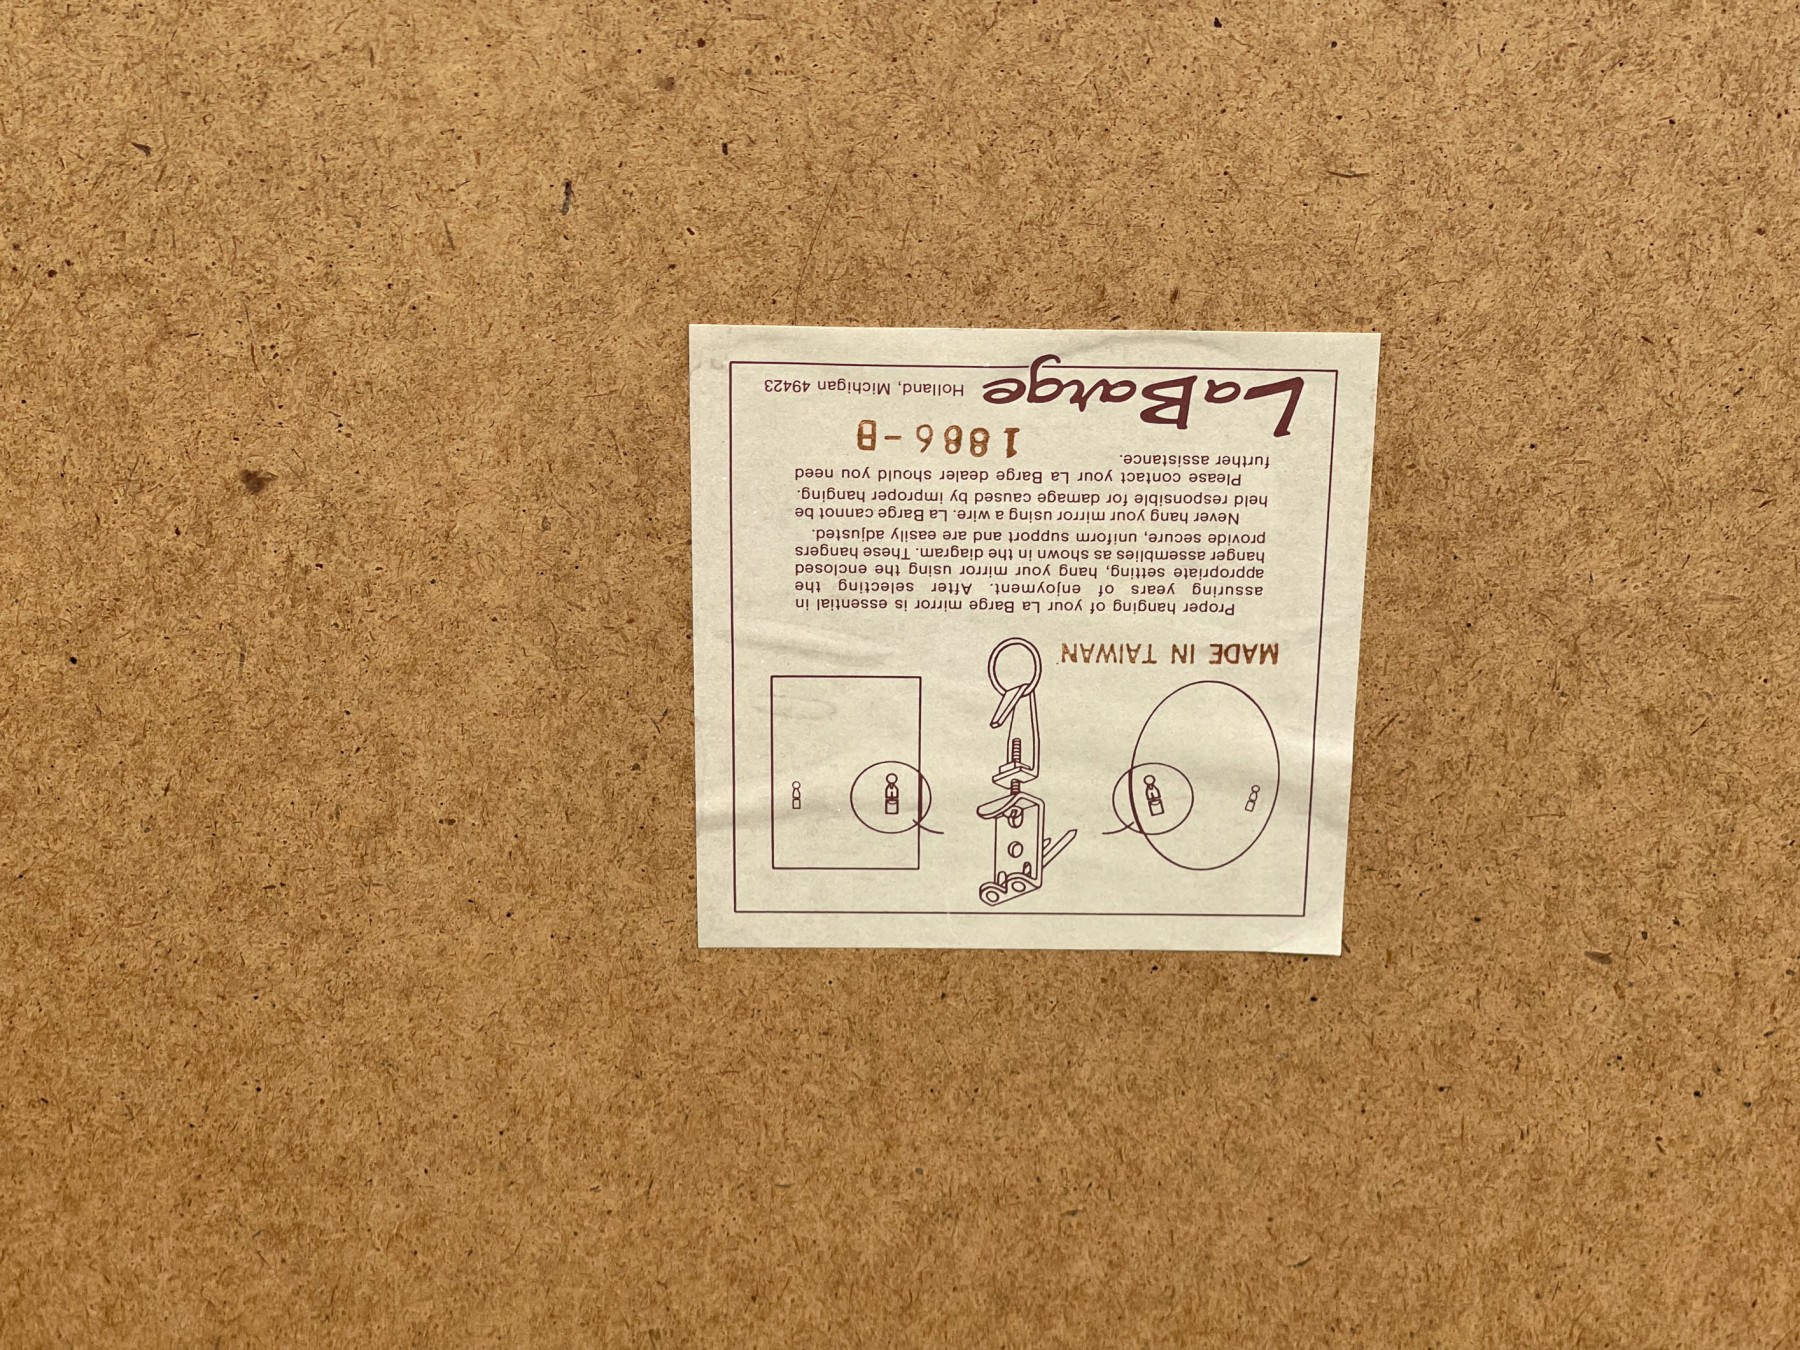 MADE IN TAIWAN
Proper hanging of your La Barge mirror is essential in
assuring years of enjoyment. After selecting the
appropriate setting, hang your mirror using the enclosed
hanger assemblies as shown in the diagram. These hangers
provide secure, uniform support and are easily adjusted.
Never hang your mirror using a wire. La Barge cannot be
held responsible for damage caused by improper hanging.
Please contact your La Barge dealer should you need
further assistance.
1886-B
LaBarge Holland, Michigan 49423